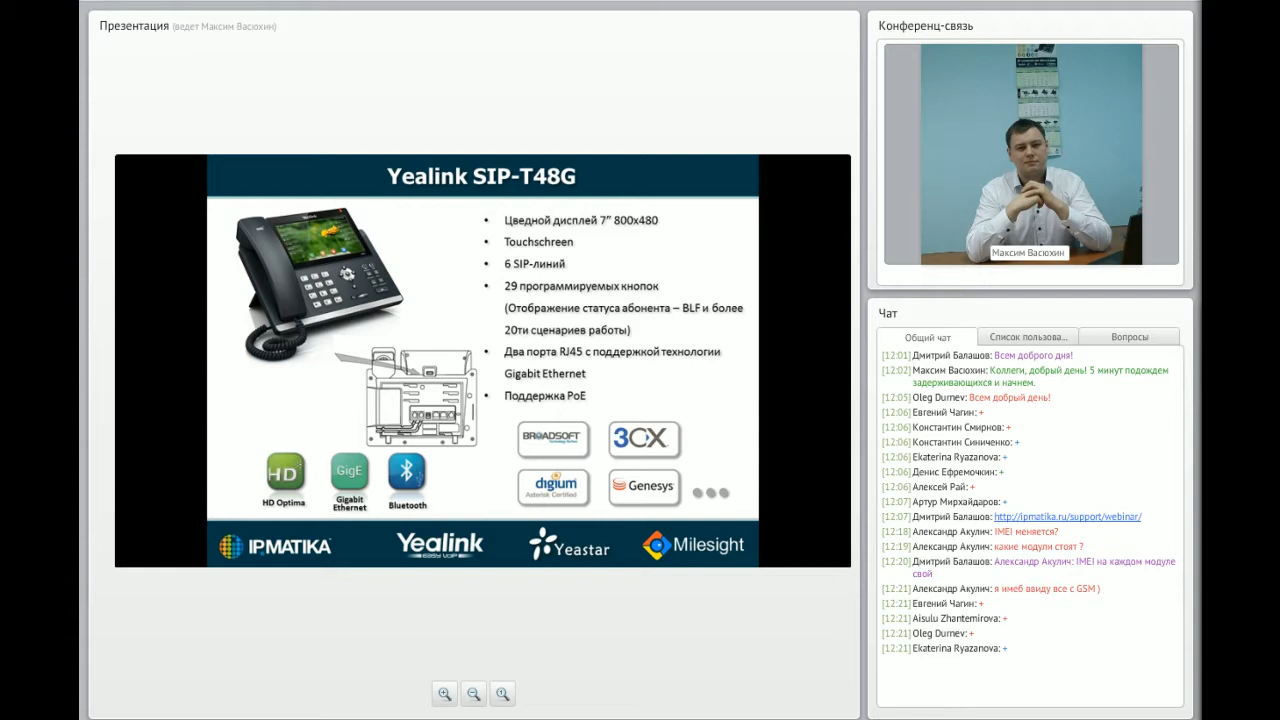 Презентация (ведет Максим Васюхин)
Yealink SIP-T48G
• Цветной дисплей 7” 800x480
• Touchschreen
• 6 SIP-линий
• 29 программируемых кнопок
(Отображение статуса абонента – BLF и более
20ти сценариев работы)
• Два порта RJ45 с поддержкой технологии
Gigabit Ethernet
• Поддержка PoE
BROADSOFT
3CX
digium
Asterisk Certified
Genesys
HD
GigE
HD Optima
Gigabit
Ethernet
Bluetooth
IPMATIKA
Yealink
EASY VOIP
Yeastar
Milesight
Конференц-связь
Максим Васюхин
Чат
Общий чат
Список пользова...
Вопросы
[12:01] Дмитрий Балашов: Всем доброго дня!
[12:02] Максим Васюхин: Коллеги, добрый день! 5 минут подождем
задерживающихся и начнем.
[12:05] Oleg Durnev: Всем добрый день!
[12:06] Евгений Чагин: +
[12:06] Константин Смирнов: +
[12:06] Константин Синиченко: +
[12:06] Ekaterina Ryazanova: +
[12:06] Денис Ефремочкин: +
[12:06] Алексей Рай: +
[12:07] Артур Мирхайдаров: +
[12:07] Дмитрий Балашов: http://ipmatika.ru/support/webinar/
[12:18] Александр Акулич: IMEI меняется?
[12:19] Александр Акулич: какие модули стоят ?
[12:20] Дмитрий Балашов: Александр Акулич: IMEI на каждом модуле
свой
[12:21] Александр Акулич: я имеб ввиду все с GSM )
[12:21] Евгений Чагин: +
[12:21] Aisulu Zhantemirova: +
[12:21] Oleg Durnev: +
[12:21] Ekaterina Ryazanova: +